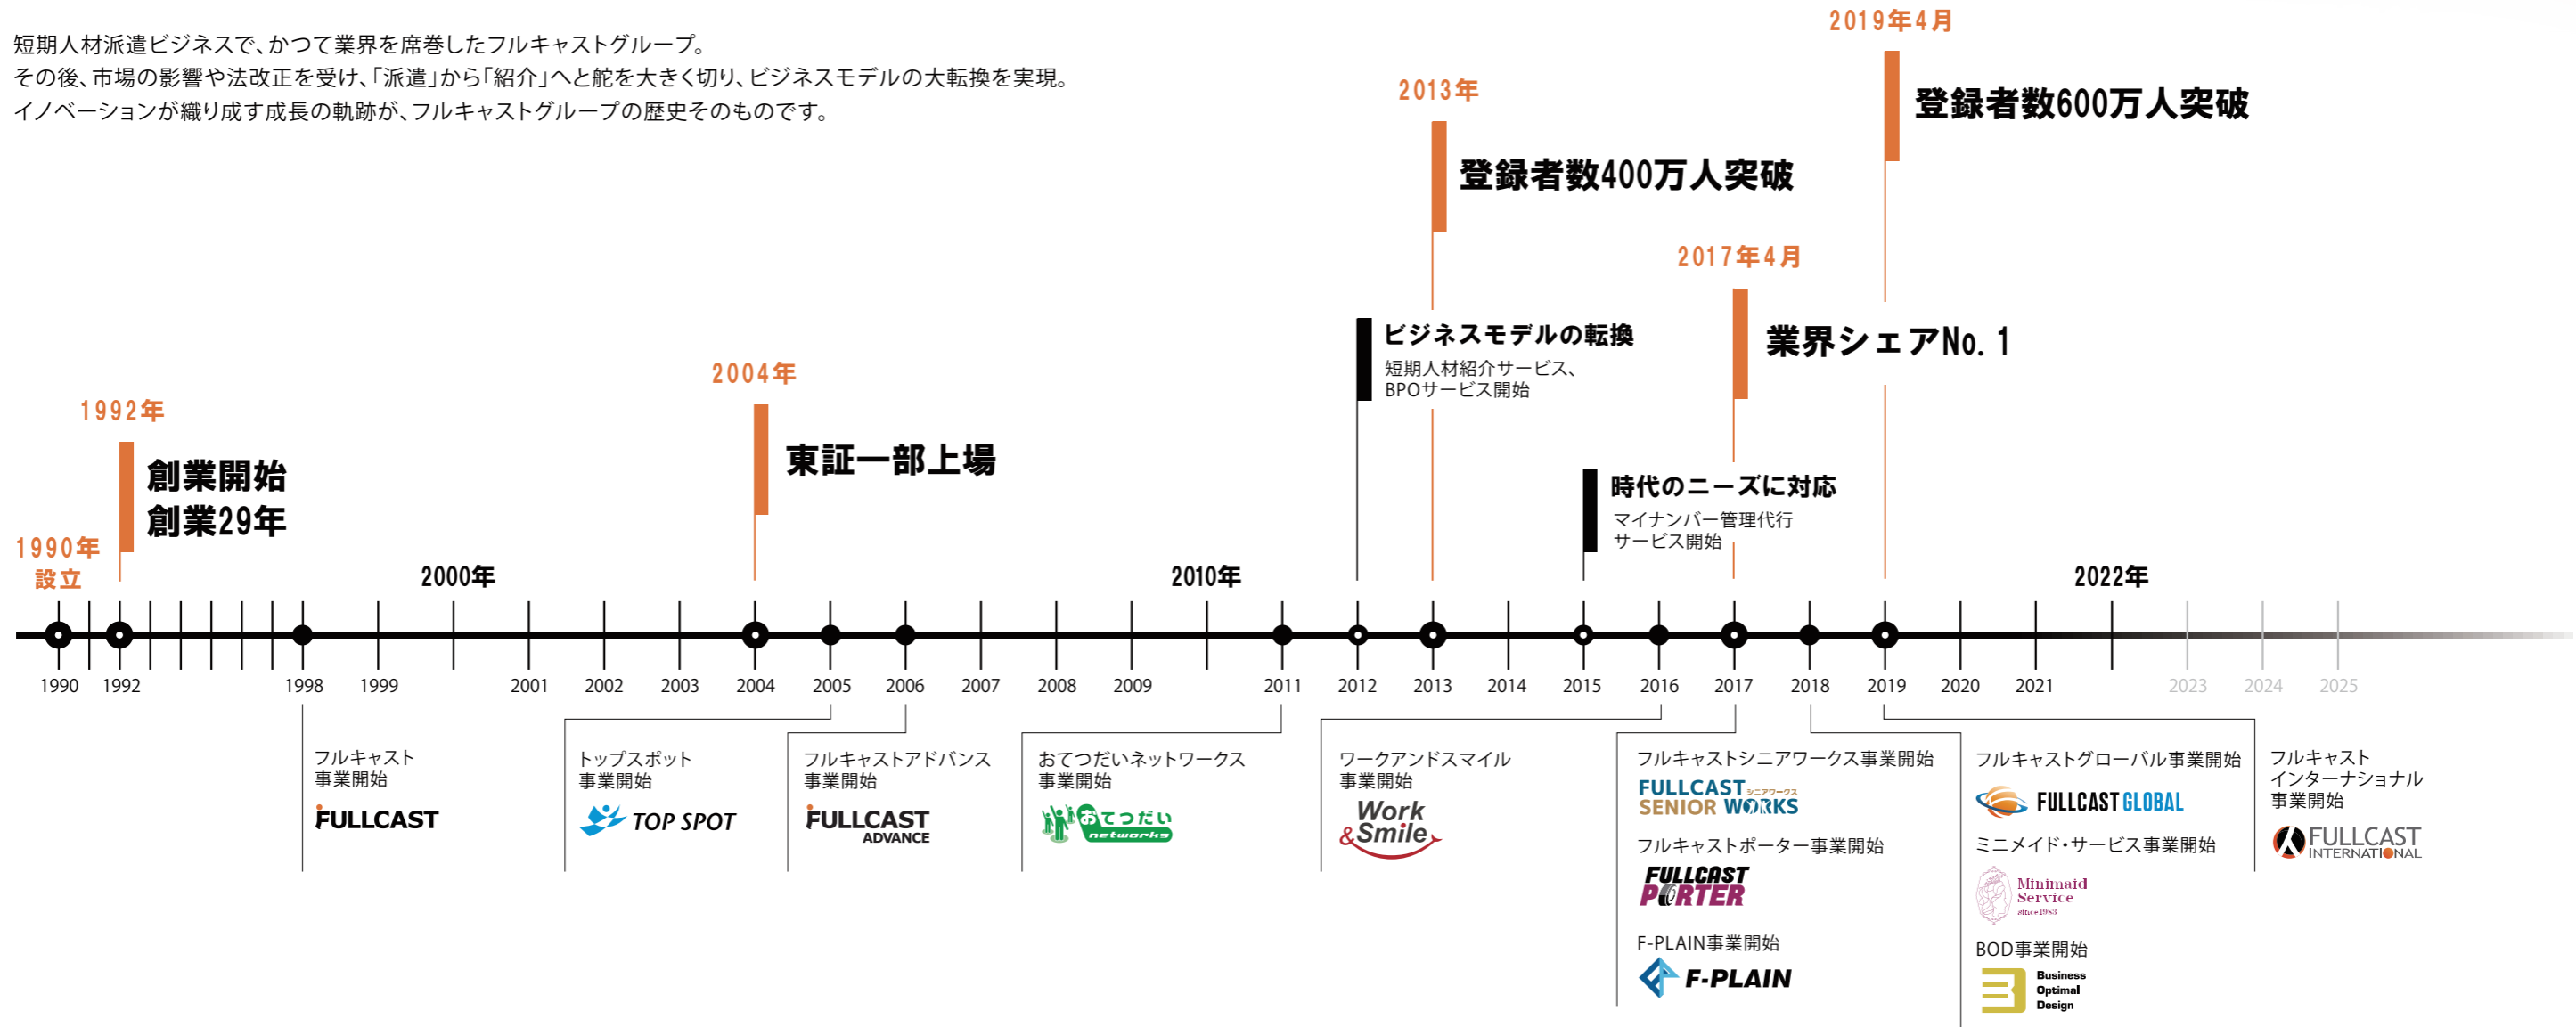 短期人材派遣ビジネスで、かつて業界を席巻したフルキャストグループ。
その後、市場の影響や法改正を受け、「派遣」から「紹介」へと舵を大きく切り、ビジネスモデルの大転換を実現。
イノベーションが織り成す成長の軌跡が、フルキャストグループの歴史そのものです。
1990年
設立
1992年
創業開始
創業29年
2004年
東証一部上場
ビジネスモデルの転換
短期人材紹介サービス、
BPOサービス開始
2013年
登録者数400万人突破
時代のニーズに対応
マイナンバー管理代行
サービス開始
2017年4月
業界シェアNo.1
2019年4月
登録者数600万人突破
2000年
2010年
2022年
1990 1992 1998 1999 2001 2002 2003 2004 2005 2006 2007 2008 2009 2011 2012 2013 2014 2015 2016 2017 2018 2019 2020 2021 2023 2024 2025
フルキャスト
事業開始
FULLCAST
トップスポット
事業開始
TOP SPOT
フルキャストアドバンス
事業開始
FULLCAST
ADVANCE
おてつだいネットワークス
事業開始
おてつだい
networks
ワークアンドスマイル
事業開始
Work
&Smile
フルキャストシニアワークス事業開始
FULLCAST シニアワークス
SENIOR WORKS
フルキャストポーター事業開始
FULLCAST
PORTER
F-PLAIN事業開始
F-PLAIN
フルキャストグローバル事業開始
FULLCAST GLOBAL
ミニメイド・サービス事業開始
Minimaid
Service
since1983
BOD事業開始
Business
Optimal
Design
フルキャスト
インターナショナル
事業開始
FULLCAST
INTERNATIONAL